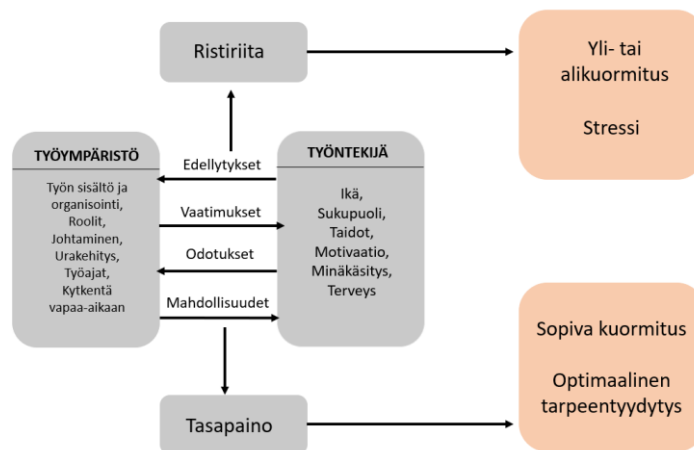 Ristiriita
Yli- tai
alikuormitus
Stressi
TYÖYMPÄRISTÖ
Työn sisältö ja
organisointi,
Roolit,
Johtaminen,
Urakehitys,
Työajat,
Kytkentä
vapaa-aikaan
Edellytykset
Vaatimukset
Odotukset
Mahdollisuudet
TYÖNTEKIJÄ
Ikä,
Sukupuoli,
Taidot,
Motivaatio,
Minäkäsitys,
Terveys
Tasapaino
Sopiva kuormitus
Optimaalinen
tarpeentyydytys